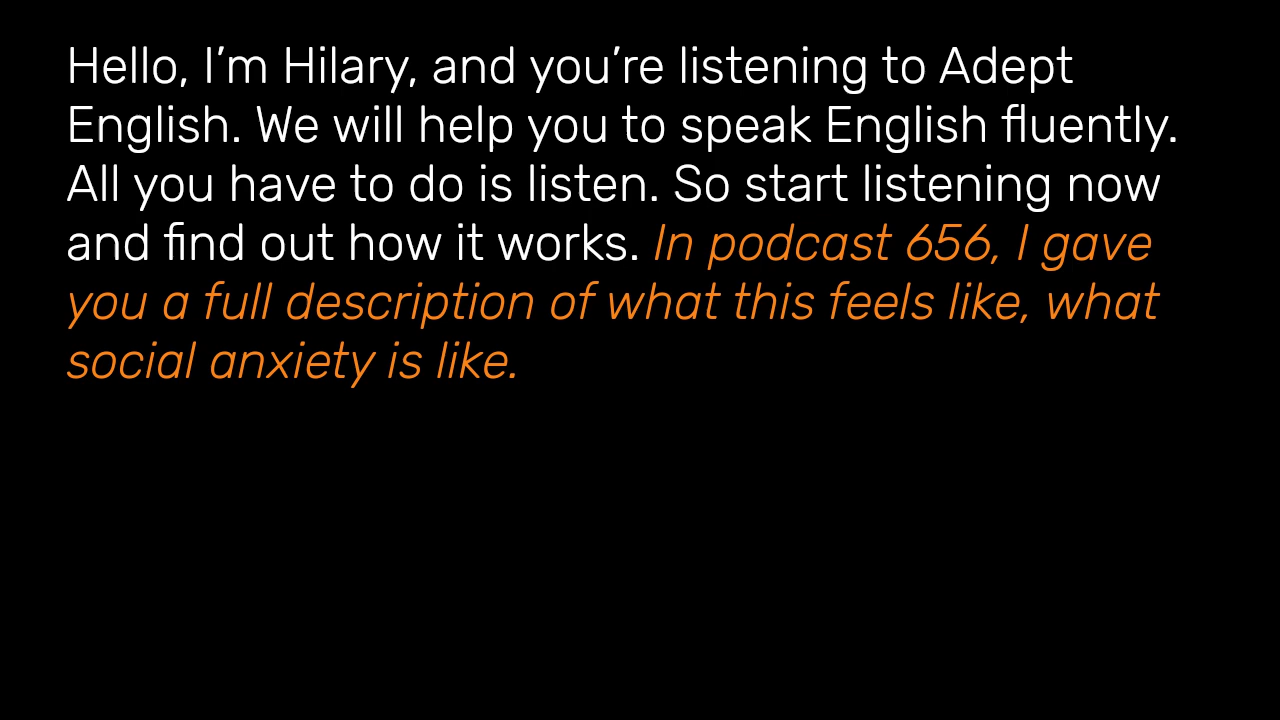 Hello, I’m Hilary, and you’re listening to Adept
English. We will help you to speak English fluently.
All you have to do is listen. So start listening now
and find out how it works. In podcast 656, I gave
you a full description of what this feels like, what
social anxiety is like.